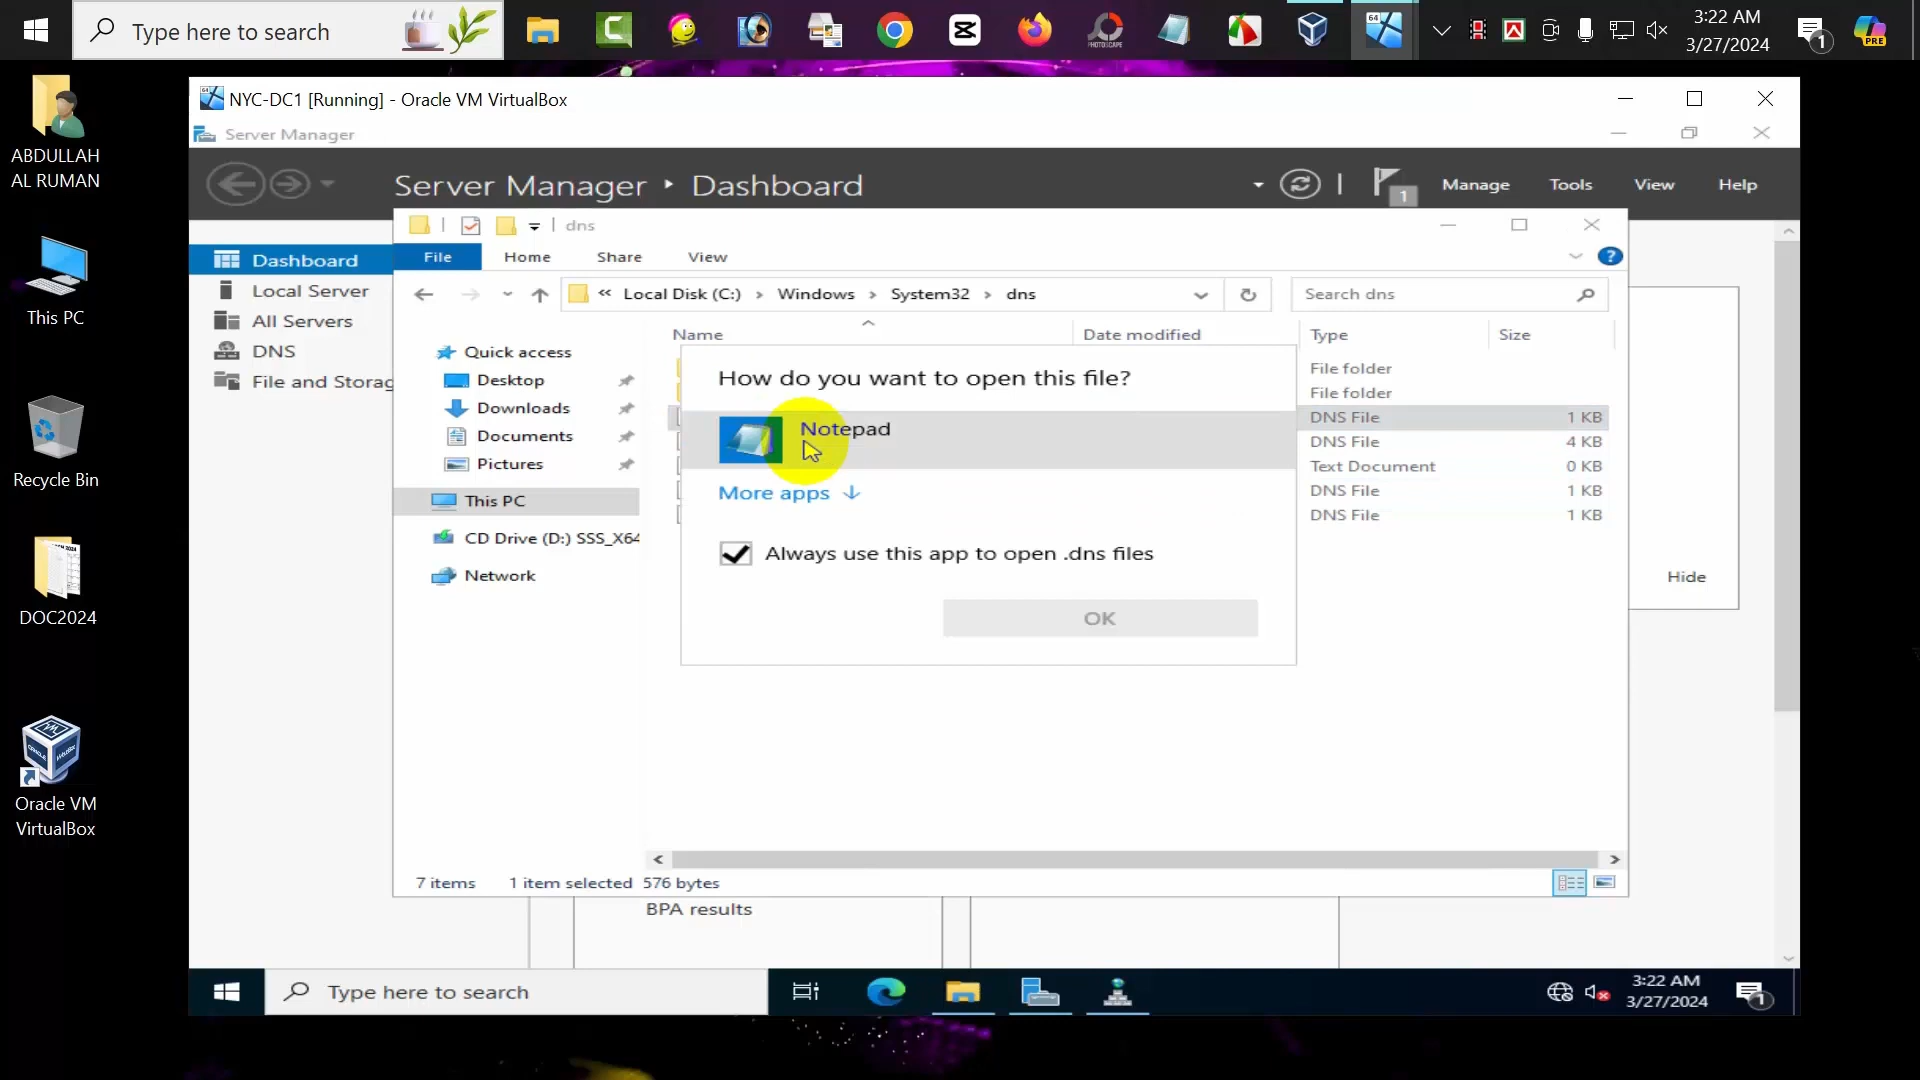 Type here to search
64
3:22 AM
3/27/2024
1
PRE
PHOTOSCAPE
ABDULLAH
AL RUMAN
This PC
Recycle Bin
DOC2024
Oracle VM
VirtualBox
NYC-DC1 [Running] - Oracle VM VirtualBox
Server Manager
Server Manager ‣ Dashboard
1
Manage
Tools
View
Help
Dashboard
Local Server
All Servers
DNS
File and Storag
dns
File
Home
Share
View
« Local Disk (C:) › Windows › System32 › dns
Search dns
Name
Date modified
Type
Size
Quick access
Desktop
Downloads
Documents
Pictures
This PC
CD Drive (D:) SSS_X64
Network
How do you want to open this file?
Notepad
More apps
Always use this app to open .dns files
OK
File folder
File folder
DNS File 1 KB
DNS File 4 KB
Text Document 0 KB
DNS File 1 KB
DNS File 1 KB
Hide
7 items
1 item selected 576 bytes
BPA results
Type here to search
3:22 AM
3/27/2024
1